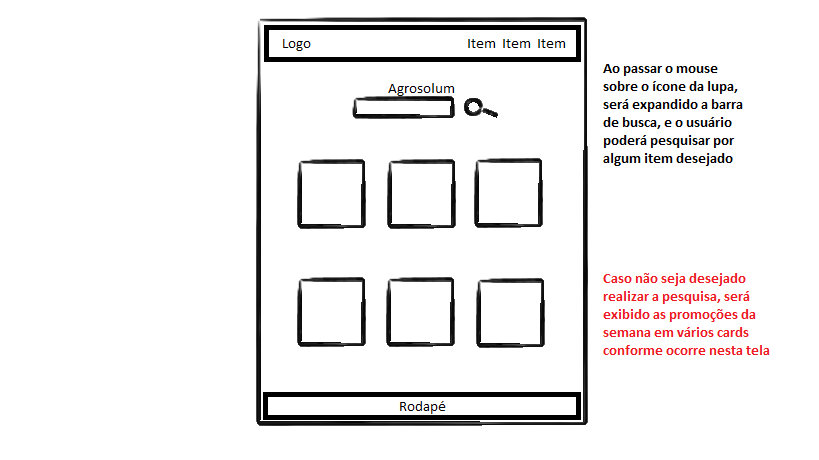 Logo
Item Item Item
Agrosolum
Ao passar o mouse
sobre o ícone da lupa,
será expandido a barra
de busca, e o usuário
poderá pesquisar por
algum item desejado
Caso não seja desejado
realizar a pesquisa, será
exibido as promoções da
semana em vários cards
conforme ocorre nesta tela
Rodapé